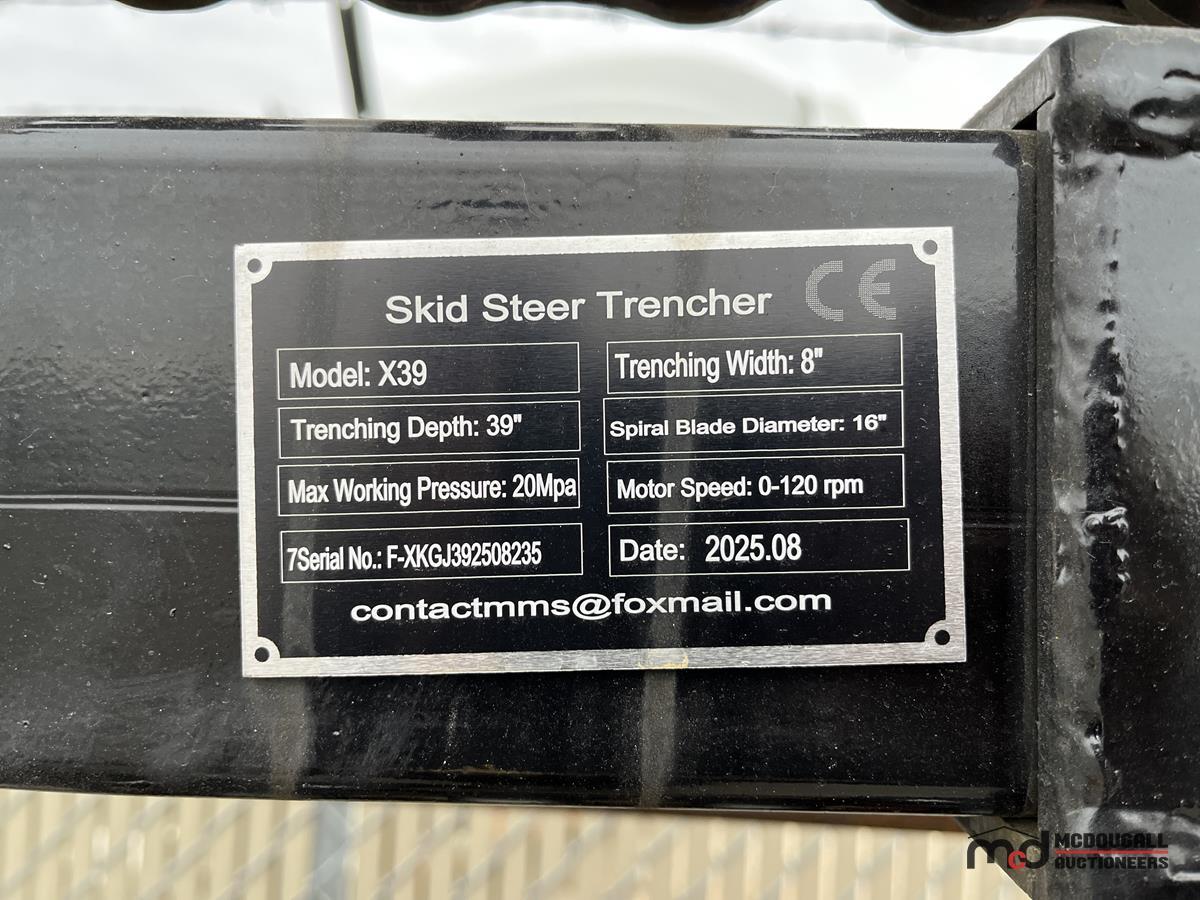 Skid Steer Trencher CE
Model: X39
Trenching Width: 8"
Trenching Depth: 39"
Spiral Blade Diameter: 16"
Max Working Pressure: 20Mpa
Motor Speed: 0-120 rpm
7Serial No.: F-XKGJ392508235
Date: 2025.08
contactmms@foxmail.com
mcd MCDOUGALL
AUCTIONEERS